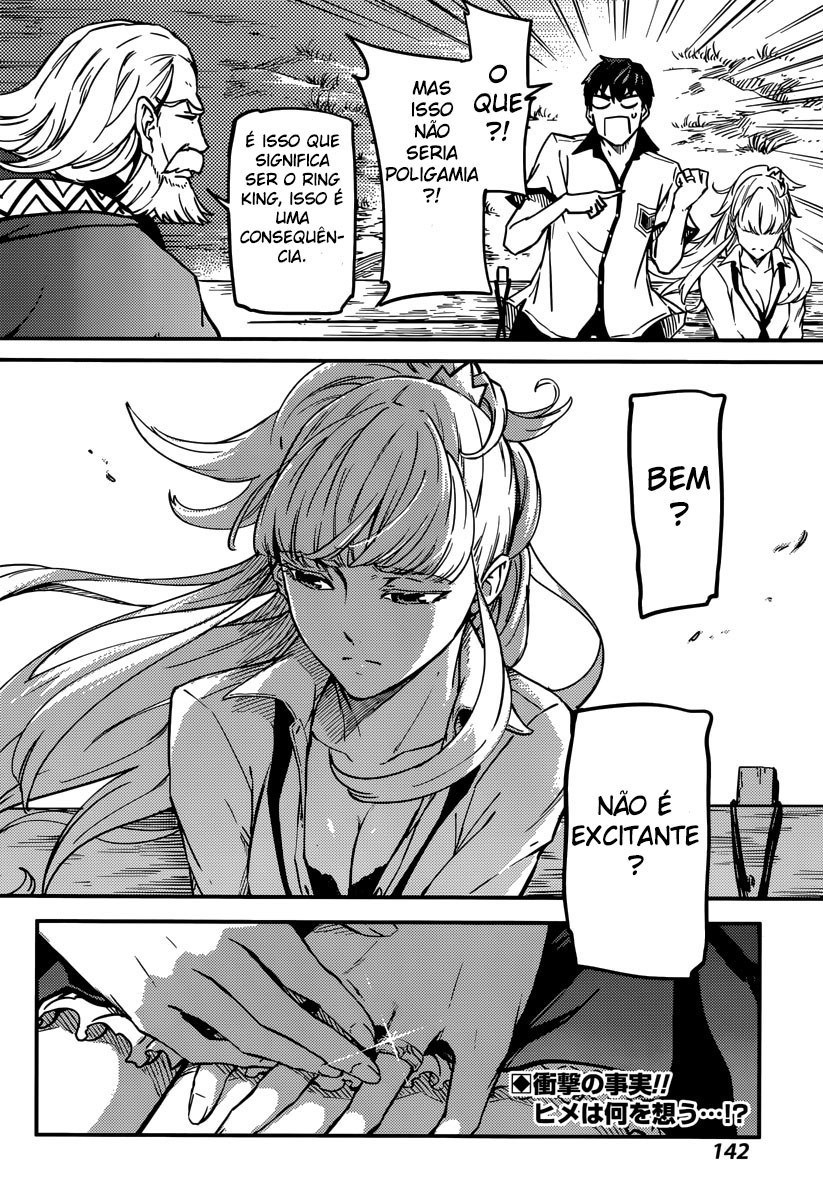 O
QUE
?!
MAS
ISSO
NÃO
SERIA
POLIGAMIA
?!
É ISSO QUE
SIGNIFICA
SER O RING
KING, ISSO É
UMA
CONSEQUÊN-
CIA.
BEM
?
NÃO É
EXCITANTE
?
◆衝撃の事実!!
ヒメは何を想う…!?
142